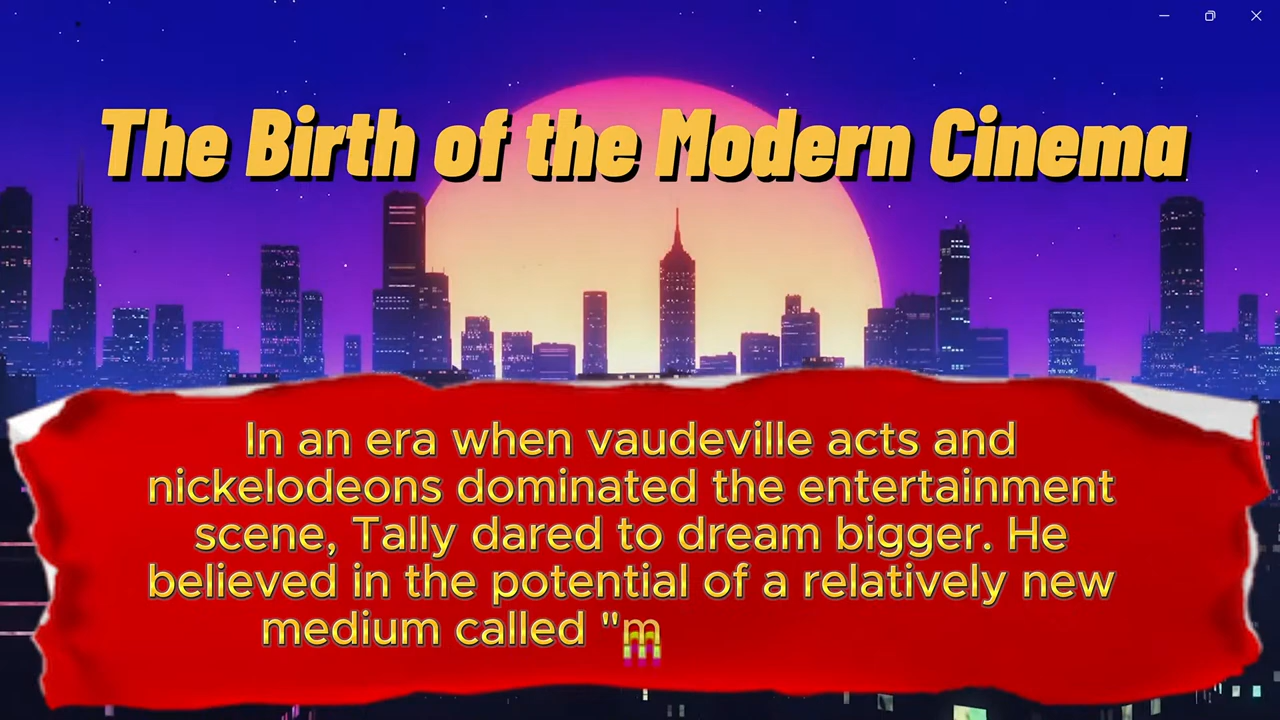 The Birth of the Modern Cinema
In an era when vaudeville acts and
nickelodeons dominated the entertainment
scene, Tally dared to dream bigger. He
believed in the potential of a relatively new
medium called "m